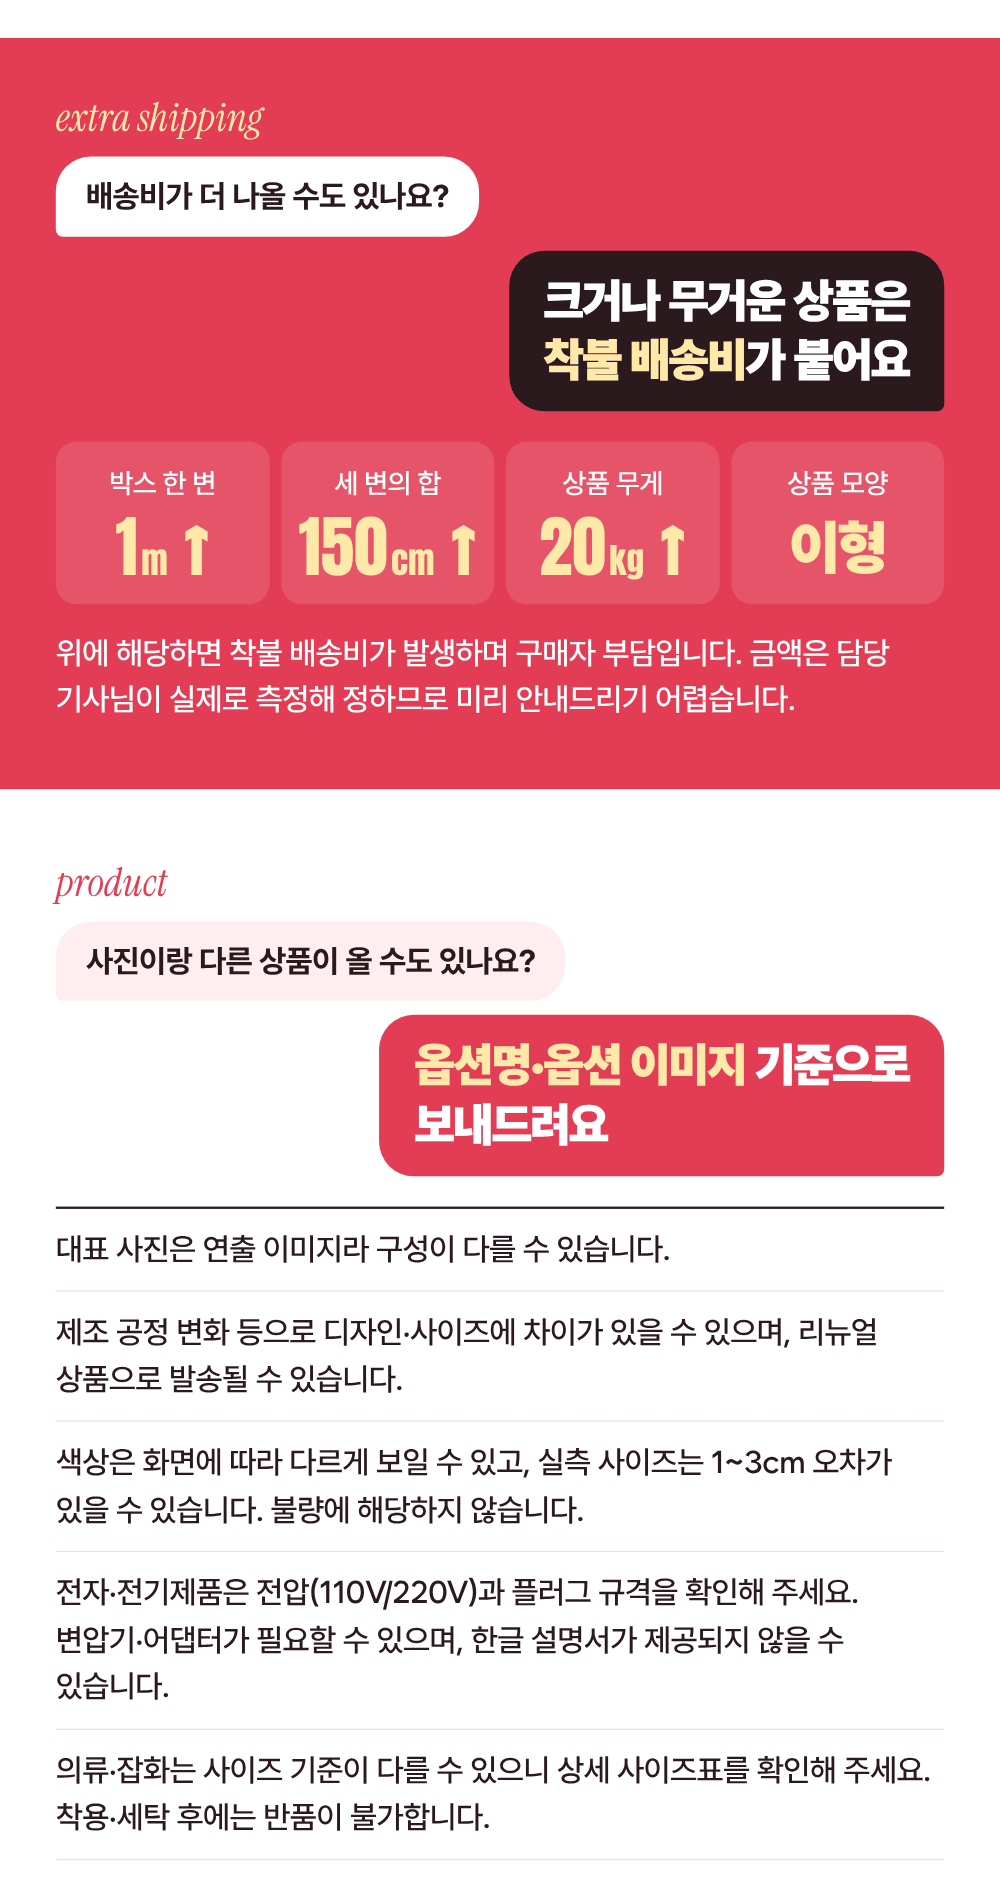 extra shipping
배송비가 더 나올 수도 있나요?
크거나 무거운 상품은
착불 배송비가 붙어요
박스 한 변
1m ↑
세 변의 합
150cm ↑
상품 무게
20kg ↑
상품 모양
이형
위에 해당하면 착불 배송비가 발생하며 구매자 부담입니다. 금액은 담당
기사님이 실제로 측정해 정하므로 미리 안내드리기 어렵습니다.
product
사진이랑 다른 상품이 올 수도 있나요?
옵션명·옵션 이미지 기준으로
보내드려요
대표 사진은 연출 이미지라 구성이 다를 수 있습니다.
제조 공정 변화 등으로 디자인·사이즈에 차이가 있을 수 있으며, 리뉴얼
상품으로 발송될 수 있습니다.
색상은 화면에 따라 다르게 보일 수 있고, 실측 사이즈는 1~3cm 오차가
있을 수 있습니다. 불량에 해당하지 않습니다.
전자·전기제품은 전압(110V/220V)과 플러그 규격을 확인해 주세요.
변압기·어댑터가 필요할 수 있으며, 한글 설명서가 제공되지 않을 수
있습니다.
의류·잡화는 사이즈 기준이 다를 수 있으니 상세 사이즈표를 확인해 주세요.
착용·세탁 후에는 반품이 불가합니다.